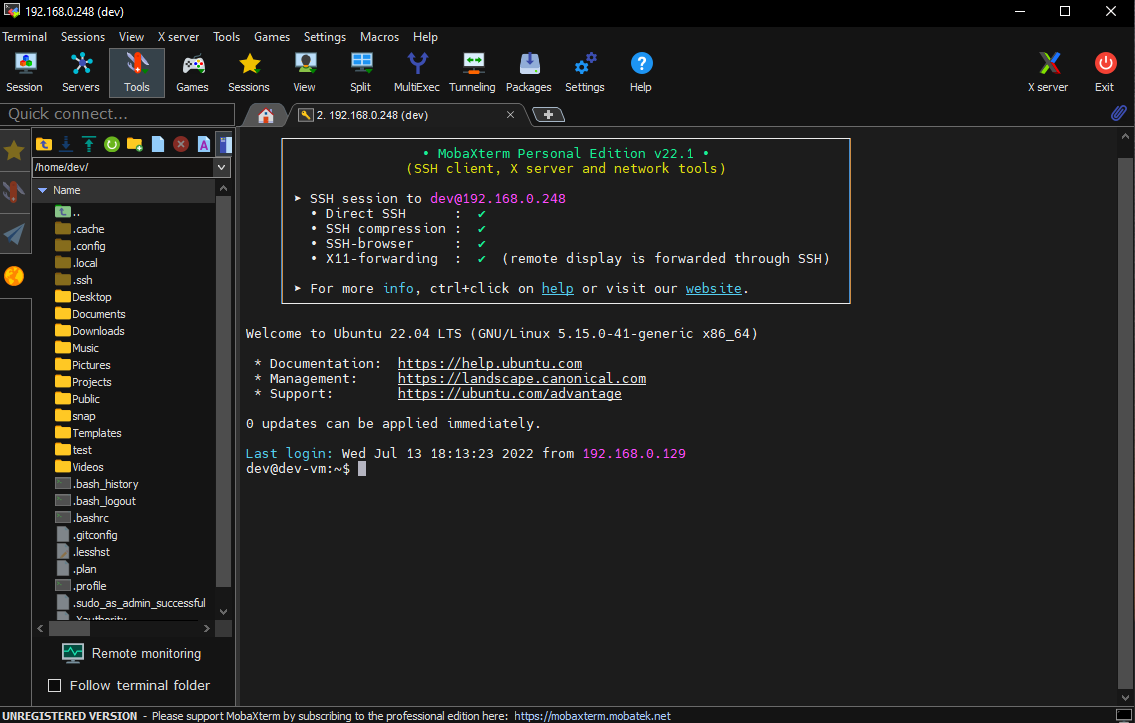 192.168.0.248 (dev)
Terminal Sessions View X server Tools Games Settings Macros Help
Session Servers Tools Games Sessions View Split MultiExec Tunneling Packages Settings Help X server Exit
Quick connect...
2. 192.168.0.248 (dev)
/home/dev/
Name
..
.cache
.config
.local
.ssh
Desktop
Documents
Downloads
Music
Pictures
Projects
Public
snap
Templates
test
Videos
.bash_history
.bash_logout
.bashrc
.gitconfig
.lesshst
.plan
.profile
.sudo_as_admin_successful
.Xauthority
Remote monitoring
Follow terminal folder
• MobaXterm Personal Edition v22.1 •
(SSH client, X server and network tools)
➤ SSH session to dev@192.168.0.248
• Direct SSH : ✔
• SSH compression : ✔
• SSH-browser : ✔
• X11-forwarding : ✔ (remote display is forwarded through SSH)
➤ For more info, ctrl+click on help or visit our website.
Welcome to Ubuntu 22.04 LTS (GNU/Linux 5.15.0-41-generic x86_64)
* Documentation: https://help.ubuntu.com
* Management: https://landscape.canonical.com
* Support: https://ubuntu.com/advantage
0 updates can be applied immediately.
Last login: Wed Jul 13 18:13:23 2022 from 192.168.0.129
dev@dev-vm:~$
UNREGISTERED VERSION - Please support MobaXterm by subscribing to the professional edition here: https://mobaxterm.mobatek.net